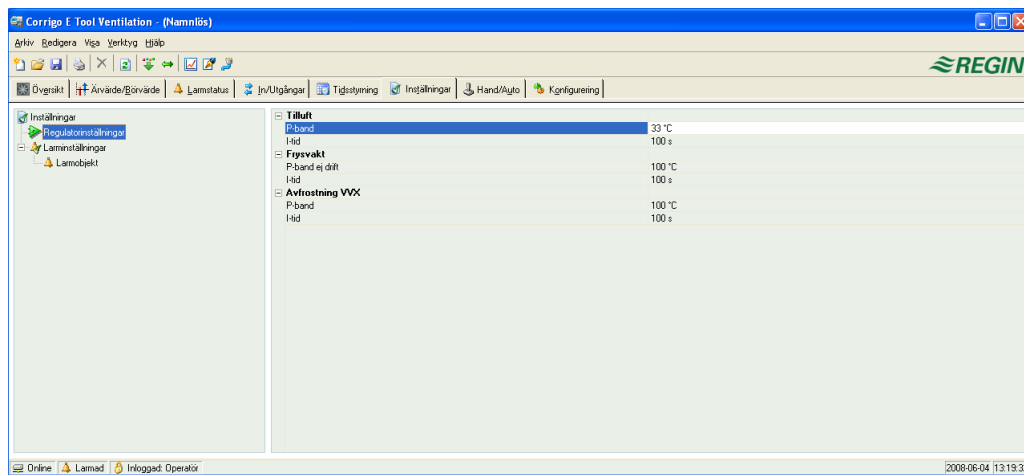 Corrigo E Tool Ventilation - (Namnlös)
Arkiv Redigera Visa Verktyg Hjälp
REGIN
Översikt Ärvärde/Börvärde Larmstatus In/Utgångar Tidsstyrning Inställningar Hand/Auto Konfigurering
Inställningar
Regulatorinställningar
Larminställningar
Larmobjekt
Tilluft
P-band 33 °C
I-tid 100 s
Frysvakt
P-band ej drift 100 °C
I-tid 100 s
Avfrostning VVX
P-band 100 °C
I-tid 100 s
Online Larmad Inloggad: Operatör 2008-06-04 13:19:3